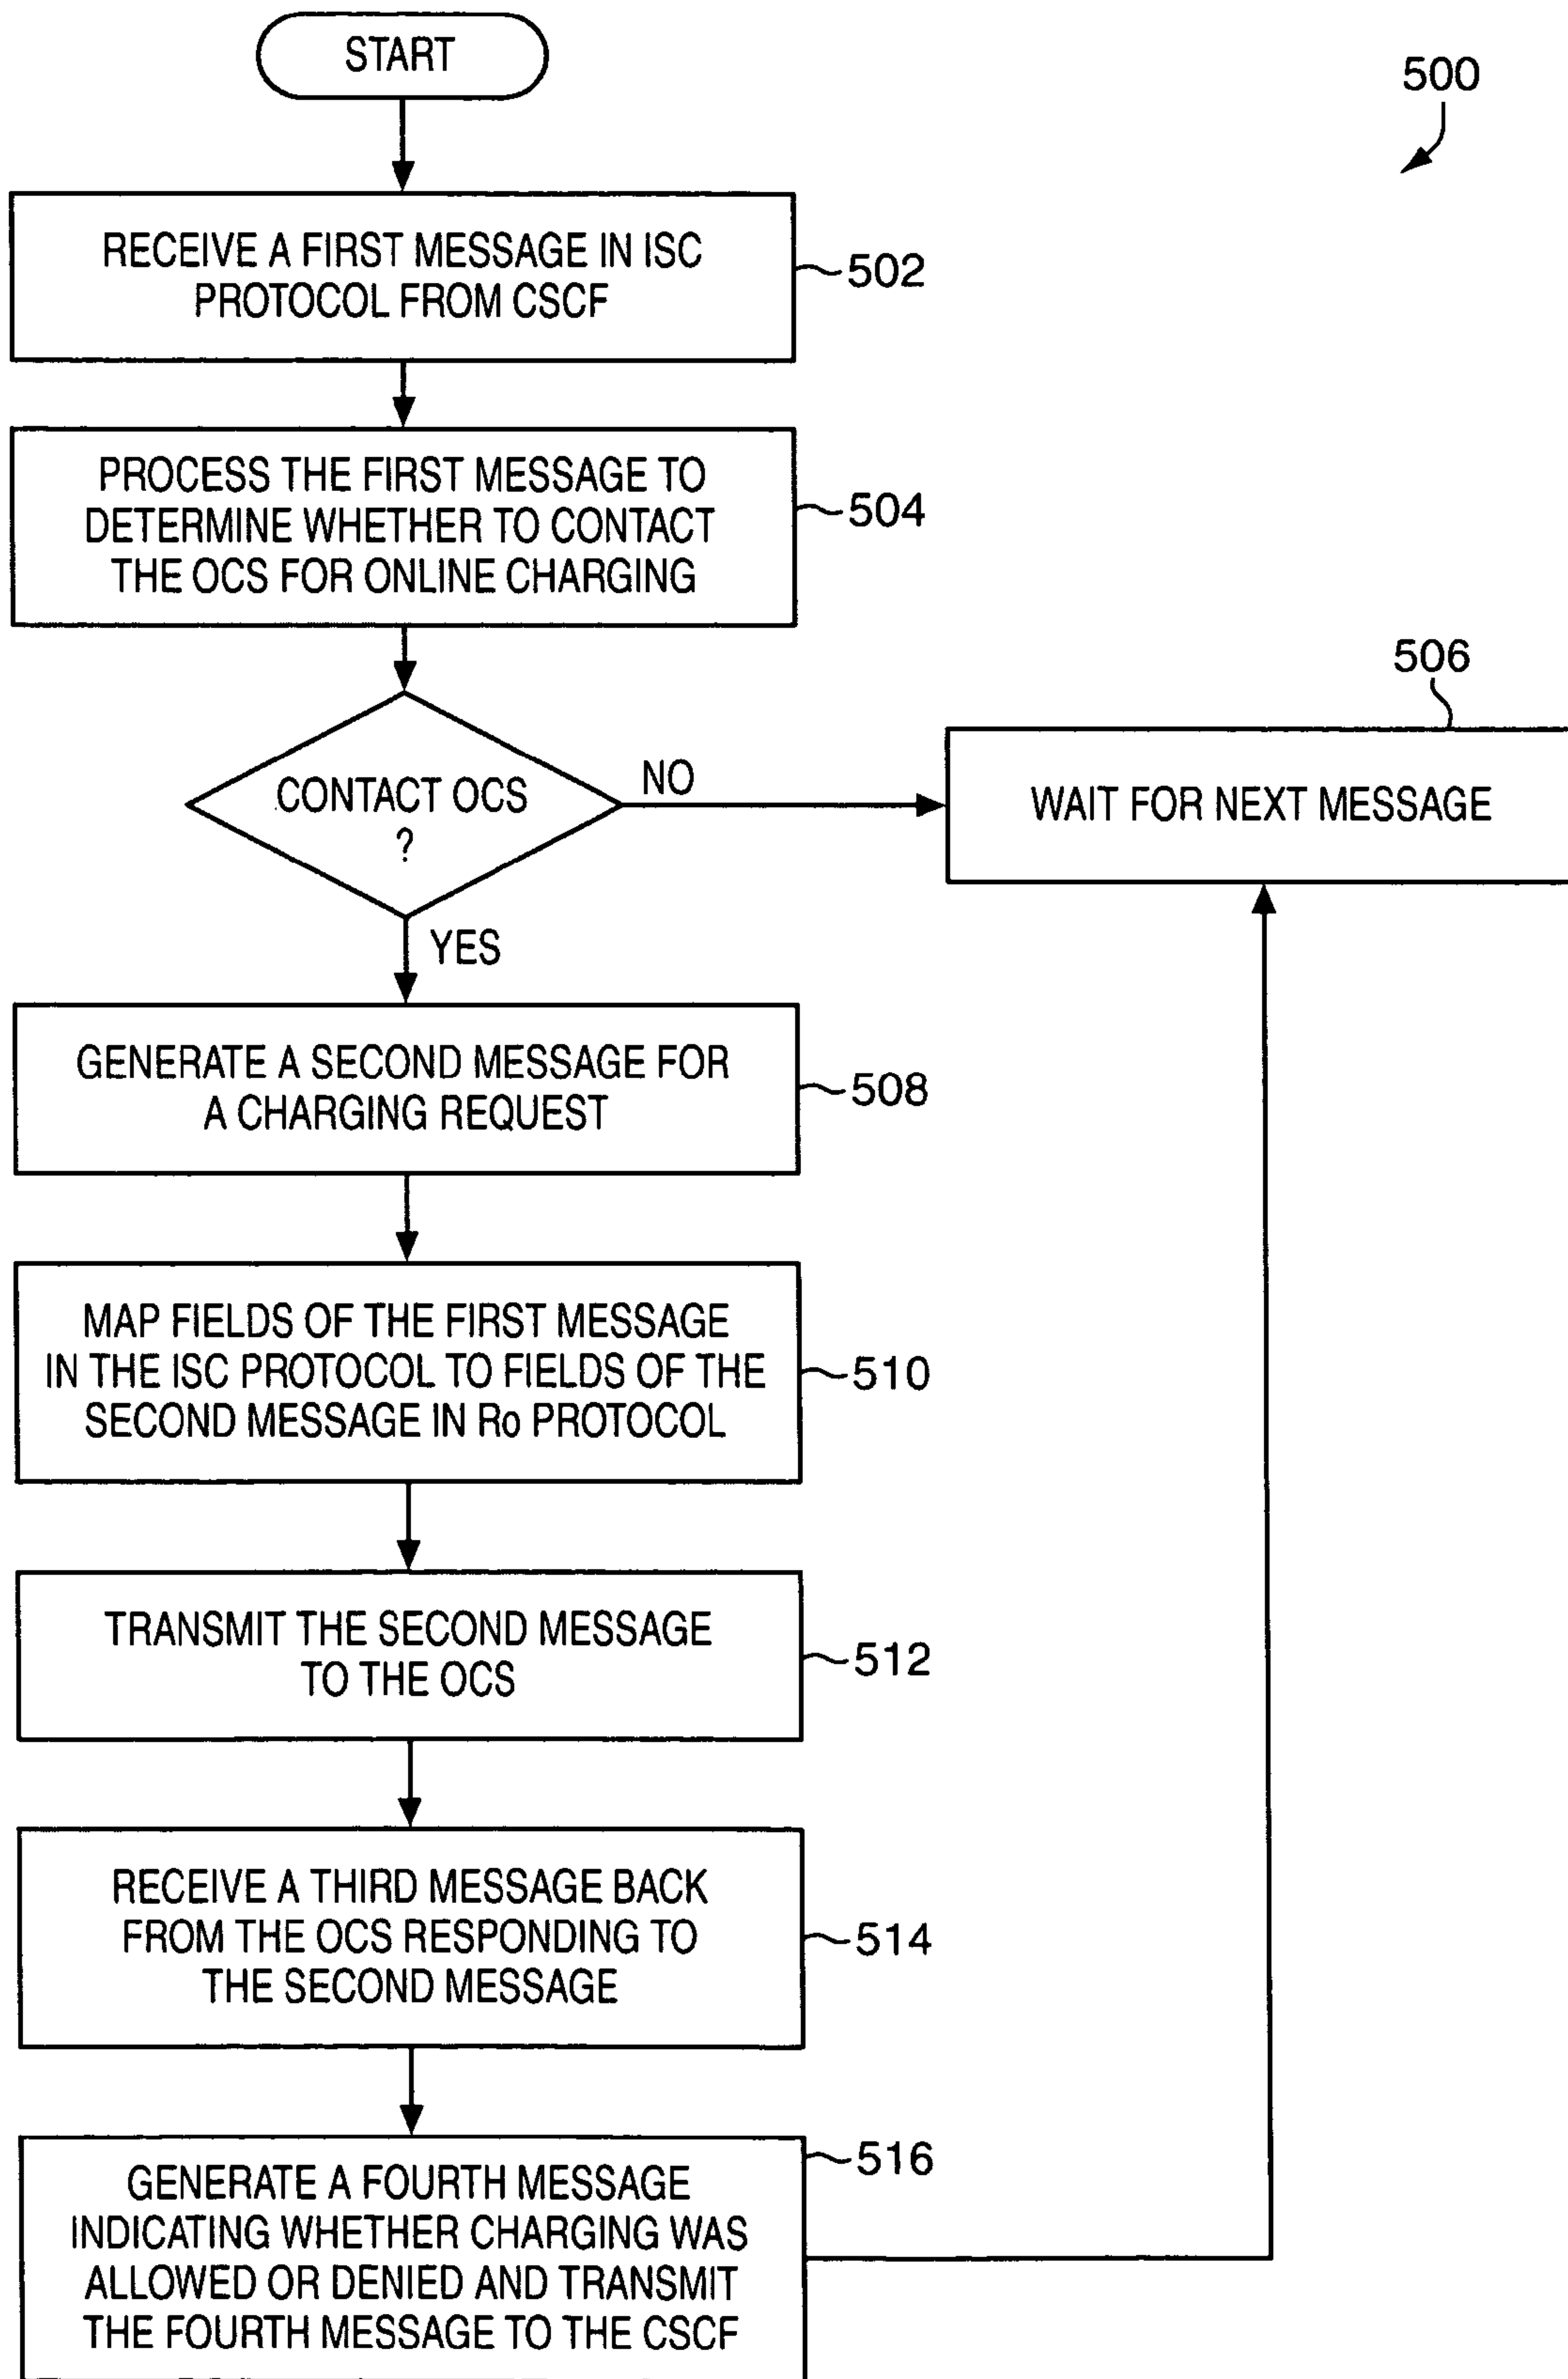 START
500
RECEIVE A FIRST MESSAGE IN ISC
PROTOCOL FROM CSCF
502
PROCESS THE FIRST MESSAGE TO
DETERMINE WHETHER TO CONTACT
THE OCS FOR ONLINE CHARGING
504
CONTACT OCS
?
NO
506
WAIT FOR NEXT MESSAGE
YES
GENERATE A SECOND MESSAGE FOR
A CHARGING REQUEST
508
MAP FIELDS OF THE FIRST MESSAGE
IN THE ISC PROTOCOL TO FIELDS OF THE
SECOND MESSAGE IN Ro PROTOCOL
510
TRANSMIT THE SECOND MESSAGE
TO THE OCS
512
RECEIVE A THIRD MESSAGE BACK
FROM THE OCS RESPONDING TO
THE SECOND MESSAGE
514
GENERATE A FOURTH MESSAGE
INDICATING WHETHER CHARGING WAS
ALLOWED OR DENIED AND TRANSMIT
THE FOURTH MESSAGE TO THE CSCF
516